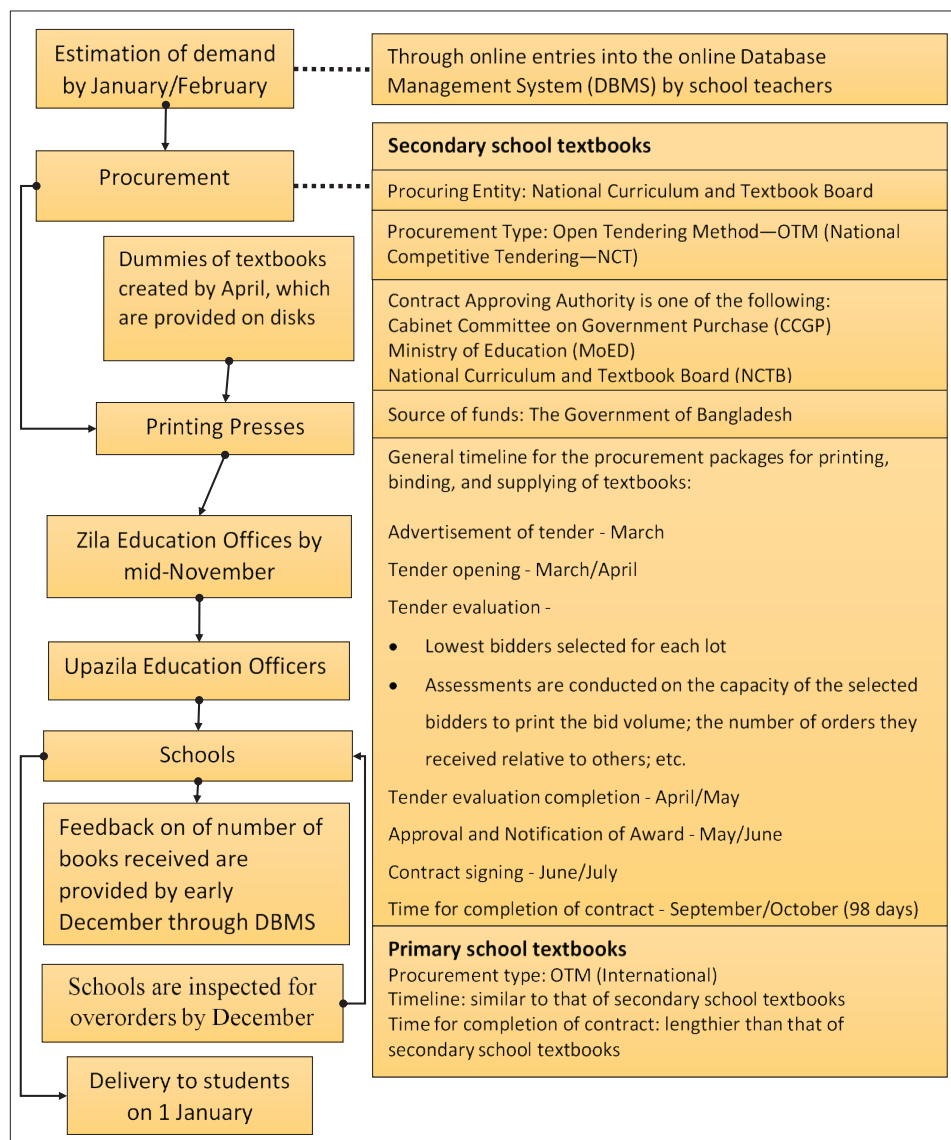 Estimation of demand
by January/February
Through online entries into the online Database
Management System (DBMS) by school teachers
Procurement
Dummies of textbooks
created by April, which
are provided on disks
Printing Presses
Zila Education Offices by
mid-November
Upazila Education Officers
Schools
Feedback on of number of
books received are
provided by early
December through DBMS
Schools are inspected for
overorders by December
Delivery to students
on 1 January
Secondary school textbooks
Procuring Entity: National Curriculum and Textbook Board
Procurement Type: Open Tendering Method—OTM (National
Competitive Tendering—NCT)
Contract Approving Authority is one of the following:
Cabinet Committee on Government Purchase (CCGP)
Ministry of Education (MoED)
National Curriculum and Textbook Board (NCTB)
Source of funds: The Government of Bangladesh
General timeline for the procurement packages for printing,
binding, and supplying of textbooks:
Advertisement of tender - March
Tender opening - March/April
Tender evaluation -
● Lowest bidders selected for each lot
● Assessments are conducted on the capacity of the selected
bidders to print the bid volume; the number of orders they
received relative to others; etc.
Tender evaluation completion - April/May
Approval and Notification of Award - May/June
Contract signing - June/July
Time for completion of contract - September/October (98 days)
Primary school textbooks
Procurement type: OTM (International)
Timeline: similar to that of secondary school textbooks
Time for completion of contract: lengthier than that of
secondary school textbooks